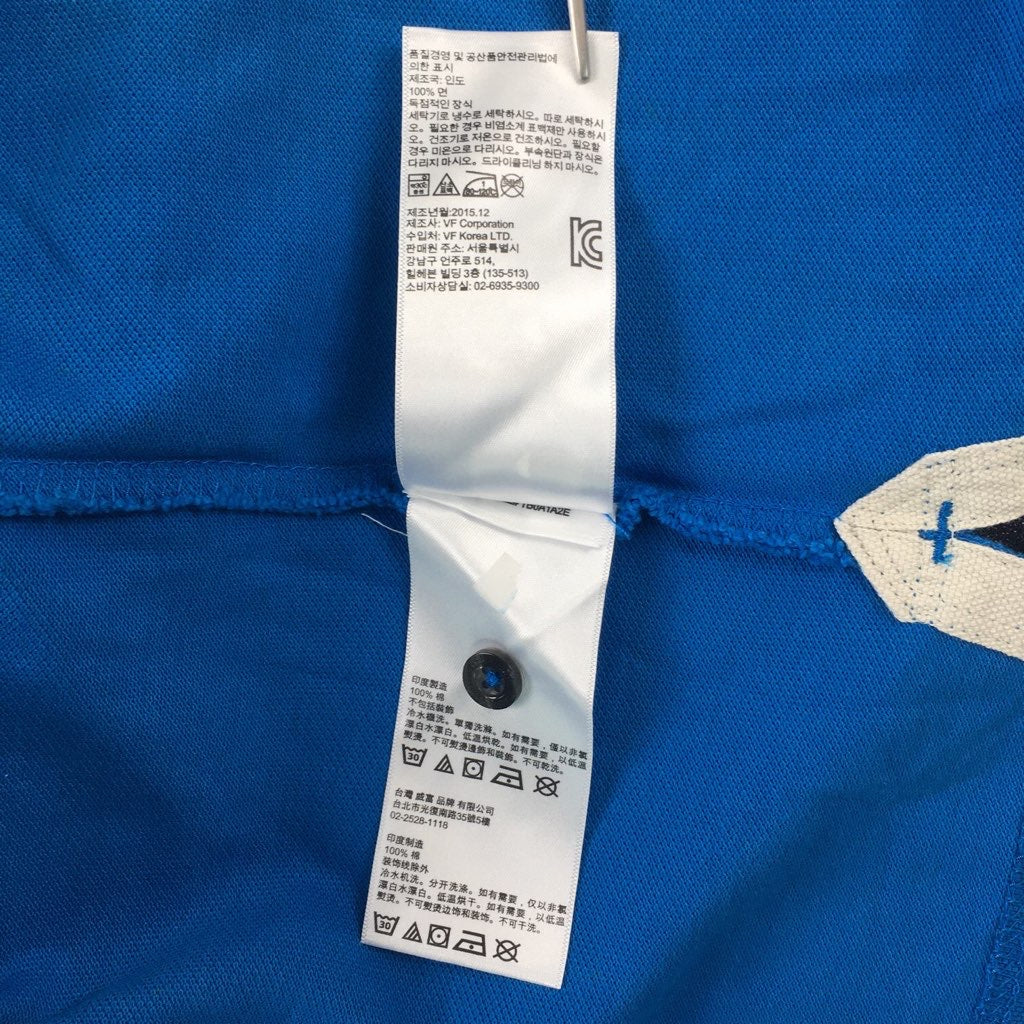 품질경영 및 공산품안전관리법에
의한 표시
제조국: 인도
100% 면
독점적인 장식
세탁기로 냉수로 세탁하시오. 따로 세탁하시
오. 필요한 경우 비염소계 표백제만 사용하시
오. 건조기로 저온으로 건조하시오. 필요할
경우 미온으로 다리시오. 부속원단과 장식은
다리지 마시오. 드라이클리닝 하지 마시오.
제조년월:2015.12
제조사: VF Corporation
수입처: VF Korea LTD.
판매원 주소: 서울특별시
강남구 언주로 514,
힐헤븐 빌딩 3층 (135-513)
소비자상담실: 02-6935-9300
印度製造
100% 棉
不包括裝飾
冷水機洗。單獨洗滌。如有需要，僅以非氯
漂白水漂白。低溫烘乾。如有需要，以低溫
熨燙。不可熨燙邊飾和裝飾。不可乾洗。
30
台灣 威富 品牌 有限公司
台北市光復南路35號5樓
02-2528-1118
印度制造
100% 棉
装饰线除外
冷水机洗。分开洗涤。如有需要，仅以非氯
漂白水漂白。低温烘干。如有需要，以低温
熨烫。不可熨烫边饰和装饰。不可干洗。
30